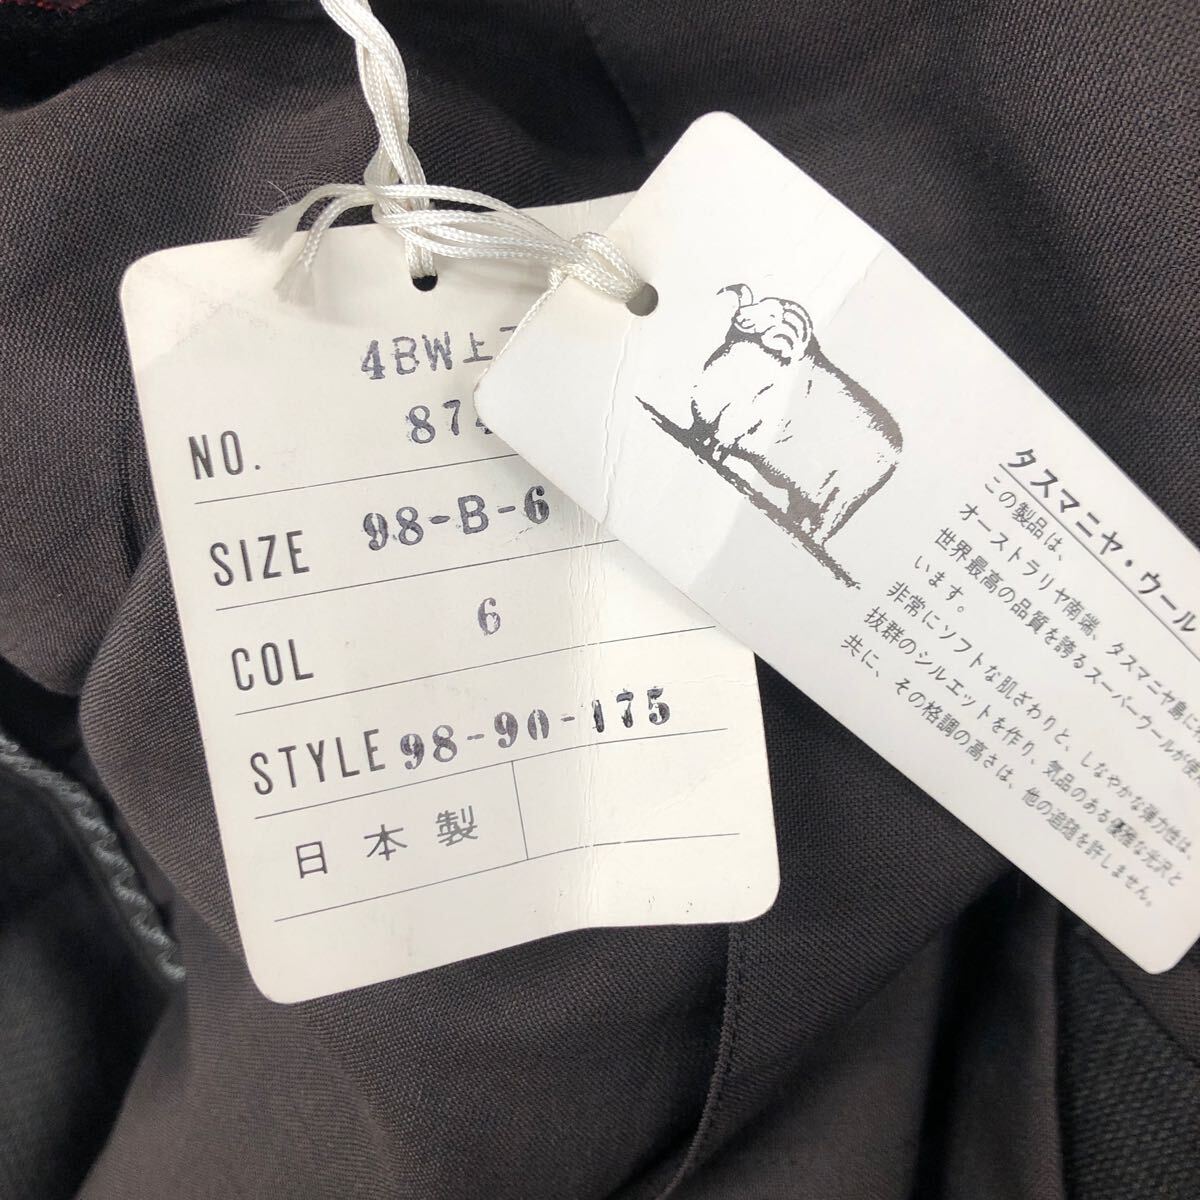 4BW上
NO. 87
SIZE 98-B-6
COL 6
STYLE 98-90-175
日本製
タスマニヤ・ウール
この製品は、
オーストラリヤ南端、タスマニヤ島に
世界最高の品質を誇るスーパーウールが使
います。
非常にソフトな肌ざわりと、しなやかな弾力性は、
抜群のシルエットを作り、気品のある優雅な光沢と
共に、その格調の高さは、他の追随を許しません。